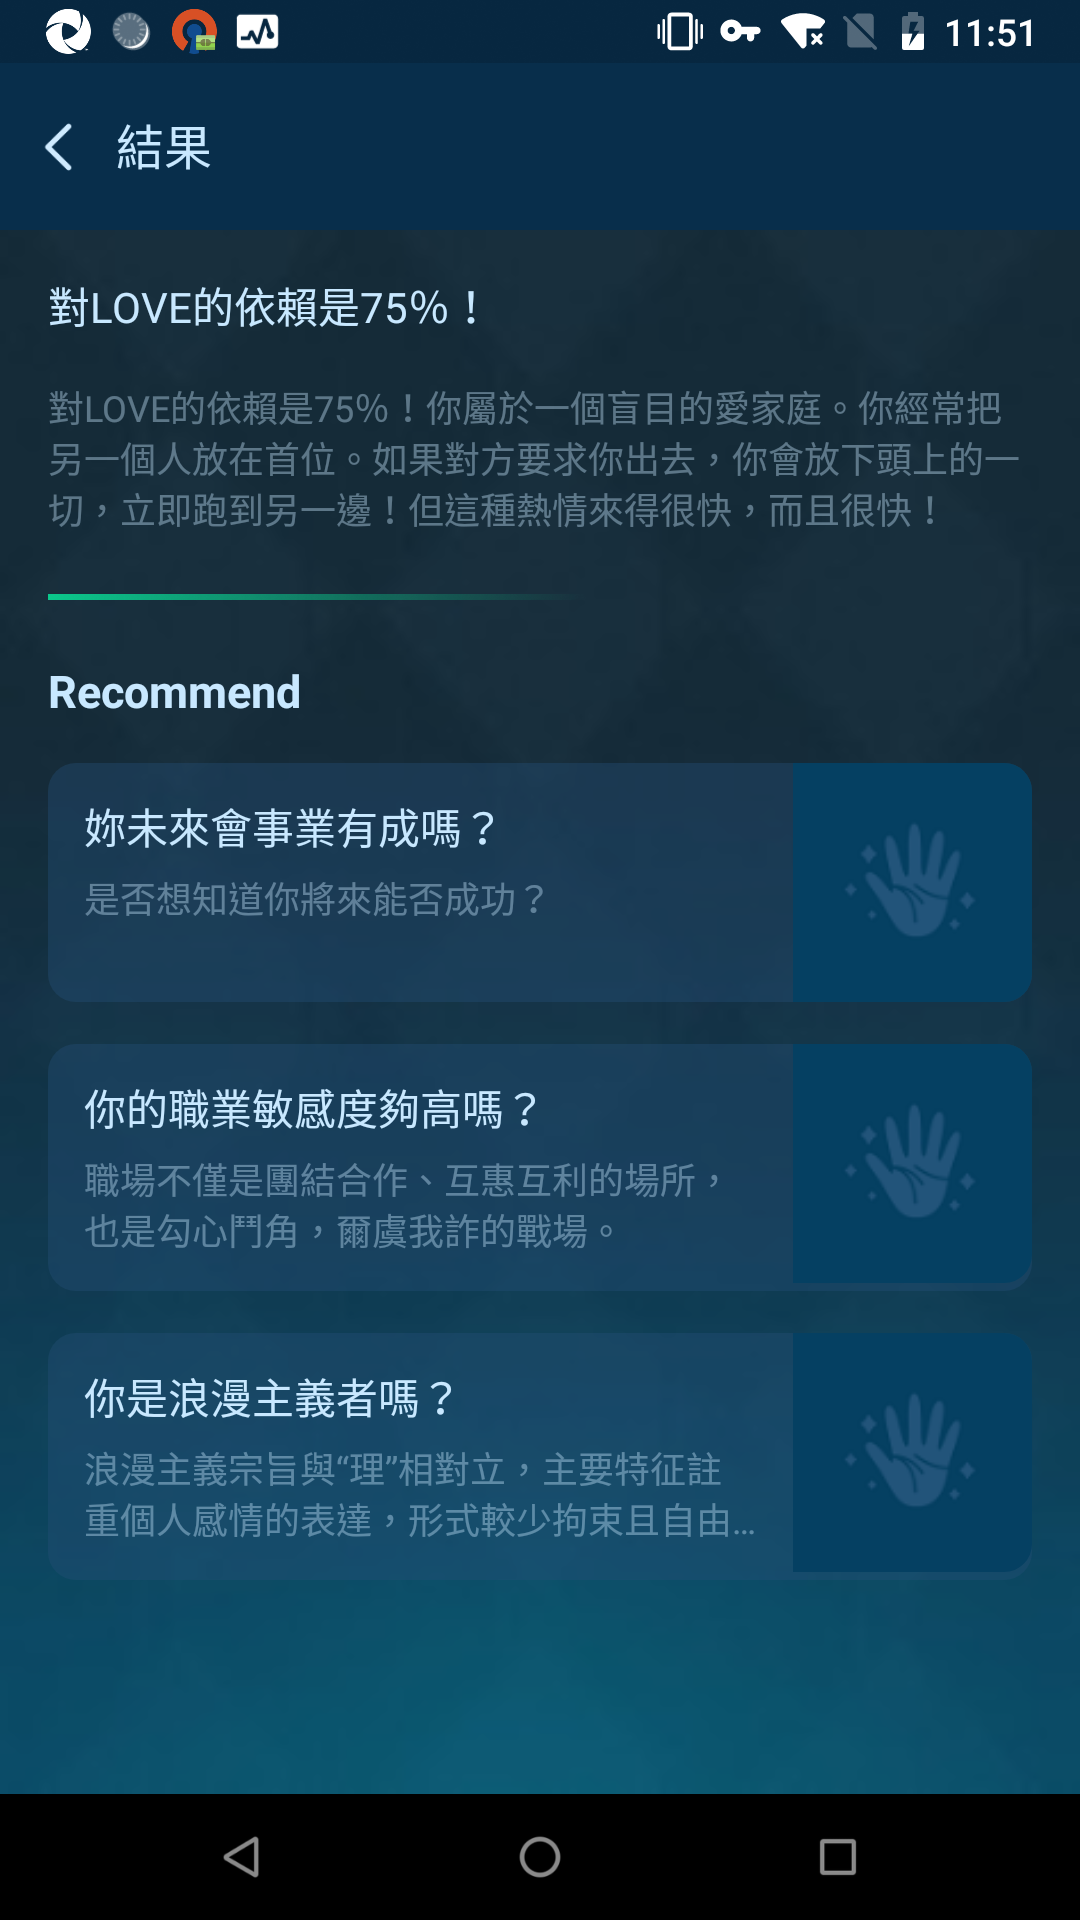 11:51
結果
對LOVE的依賴是75%！
對LOVE的依賴是75%！你屬於一個盲目的愛家庭。你經常把
另一個人放在首位。如果對方要求你出去，你會放下頭上的一
切，立即跑到另一邊！但這種熱情來得很快，而且很快！
Recommend
妳未來會事業有成嗎？
是否想知道你將來能否成功？
你的職業敏感度夠高嗎？
職場不僅是團結合作、互惠互利的場所，
也是勾心鬥角，爾虞我詐的戰場。
你是浪漫主義者嗎？
浪漫主義宗旨與“理”相對立，主要特征註
重個人感情的表達，形式較少拘束且自由...